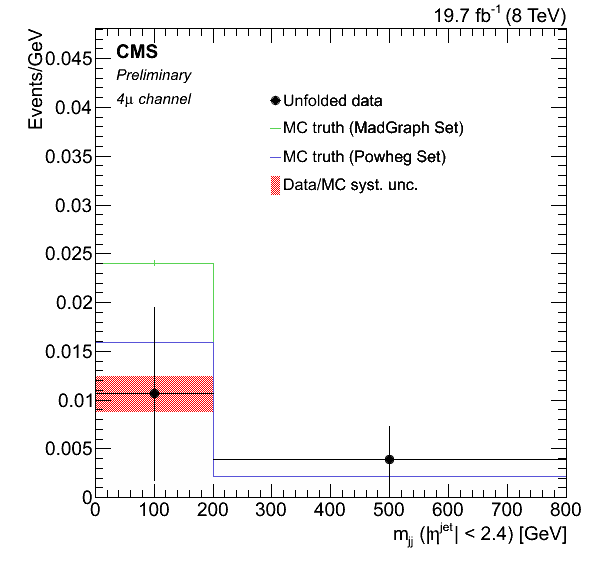 19.7 fb⁻¹ (8 TeV)
Events/GeV
CMS
Preliminary
4μ channel
Unfolded data
MC truth (MadGraph Set)
MC truth (Powheg Set)
Data/MC syst. unc.
0.045
0.04
0.035
0.03
0.025
0.02
0.015
0.01
0.005
0
0 100 200 300 400 500 600 700 800
m_jj (|η^jet| < 2.4) [GeV]